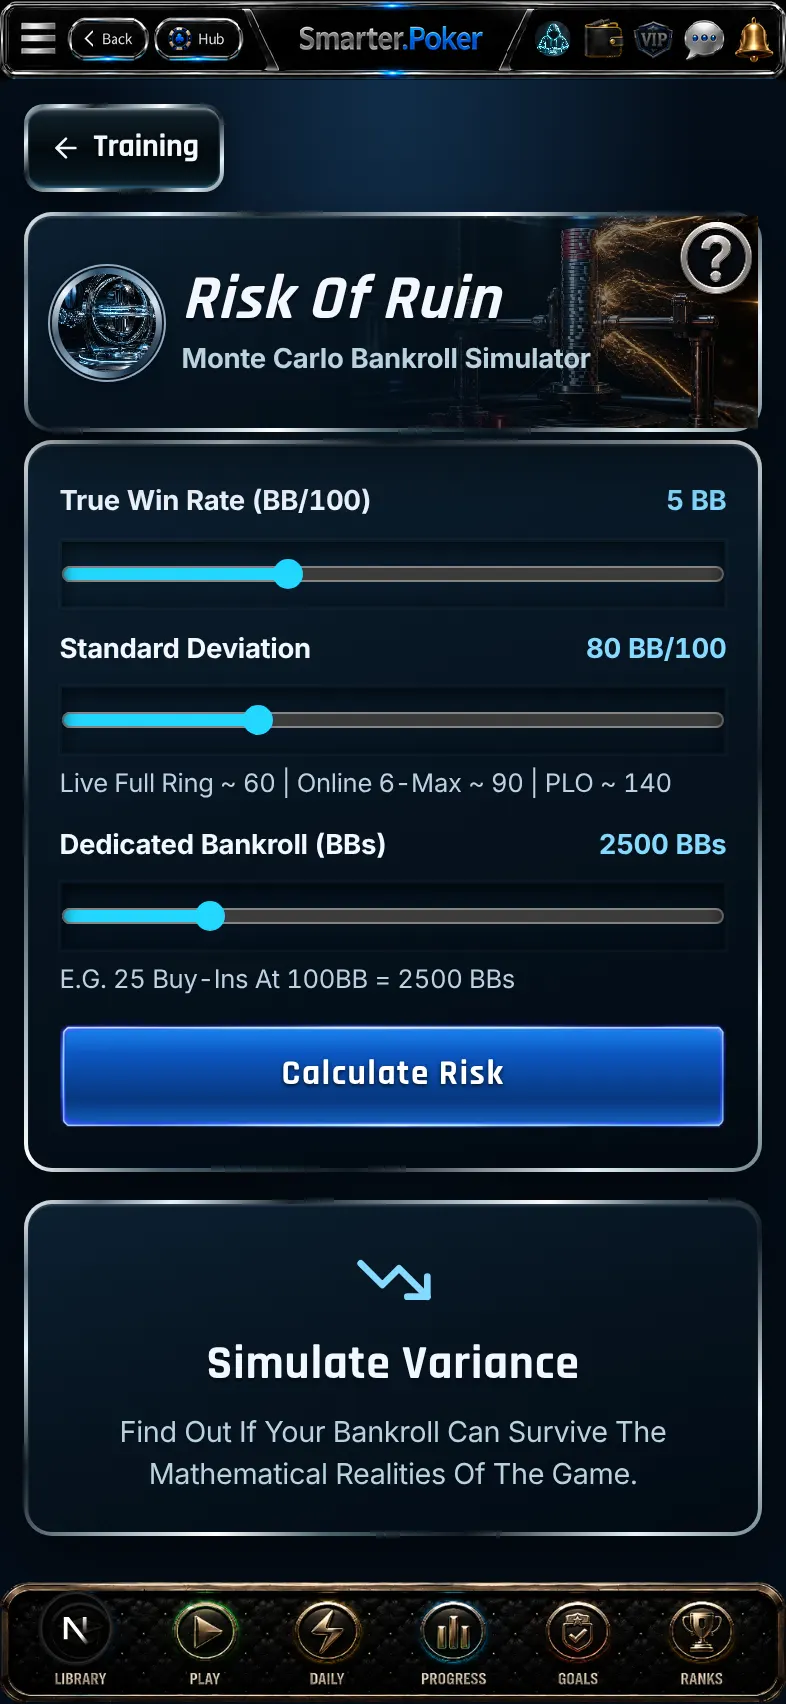 Back
Hub
Smarter.Poker
VIP
Training
Risk Of Ruin
Monte Carlo Bankroll Simulator
?
True Win Rate (BB/100)
5 BB
Standard Deviation
80 BB/100
Live Full Ring ~ 60 | Online 6-Max ~ 90 | PLO ~ 140
Dedicated Bankroll (BBs)
2500 BBs
E.G. 25 Buy-Ins At 100BB = 2500 BBs
Calculate Risk
Simulate Variance
Find Out If Your Bankroll Can Survive The
Mathematical Realities Of The Game.
N
LIBRARY
PLAY
DAILY
PROGRESS
GOALS
RANKS